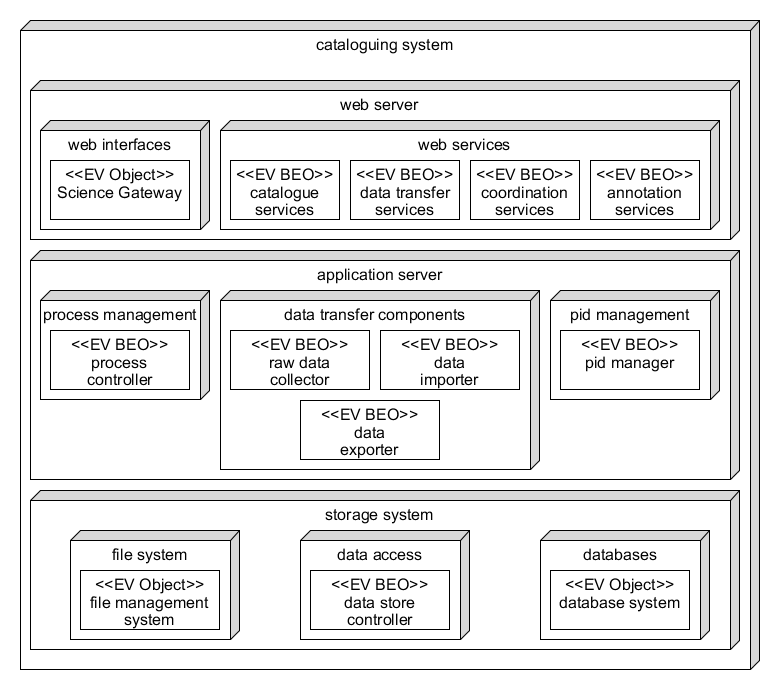 cataloguing system
web server
web interfaces
<<EV Object>>
Science Gateway
web services
<<EV BEO>>
catalogue
services
<<EV BEO>>
data transfer
services
<<EV BEO>>
coordination
services
<<EV BEO>>
annotation
services
application server
process management
<<EV BEO>>
process
controller
data transfer components
<<EV BEO>>
raw data
collector
<<EV BEO>>
data
importer
<<EV BEO>>
data
exporter
pid management
<<EV BEO>>
pid manager
storage system
file system
<<EV Object>>
file management
system
data access
<<EV BEO>>
data store
controller
databases
<<EV Object>>
database system